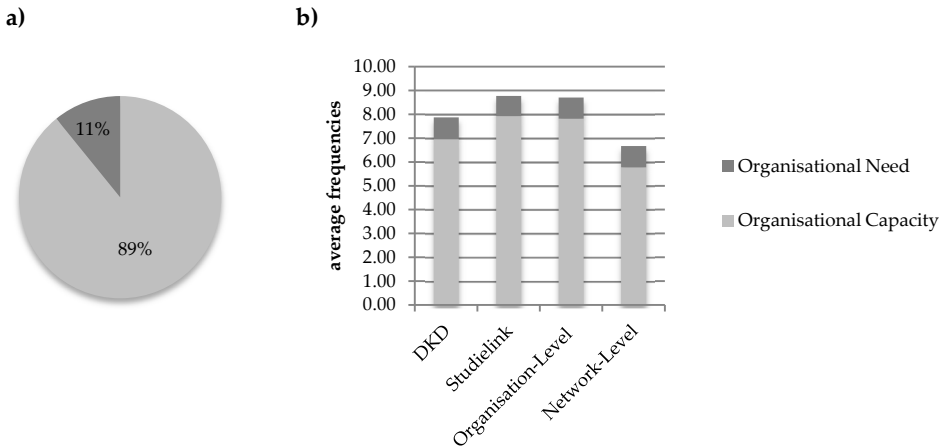 a)
11%
89%
b)
average frequencies
10.00
9.00
8.00
7.00
6.00
5.00
4.00
3.00
2.00
1.00
0.00
DKD
Studielink
Organisation-Level
Network-Level
Organisational Need
Organisational Capacity